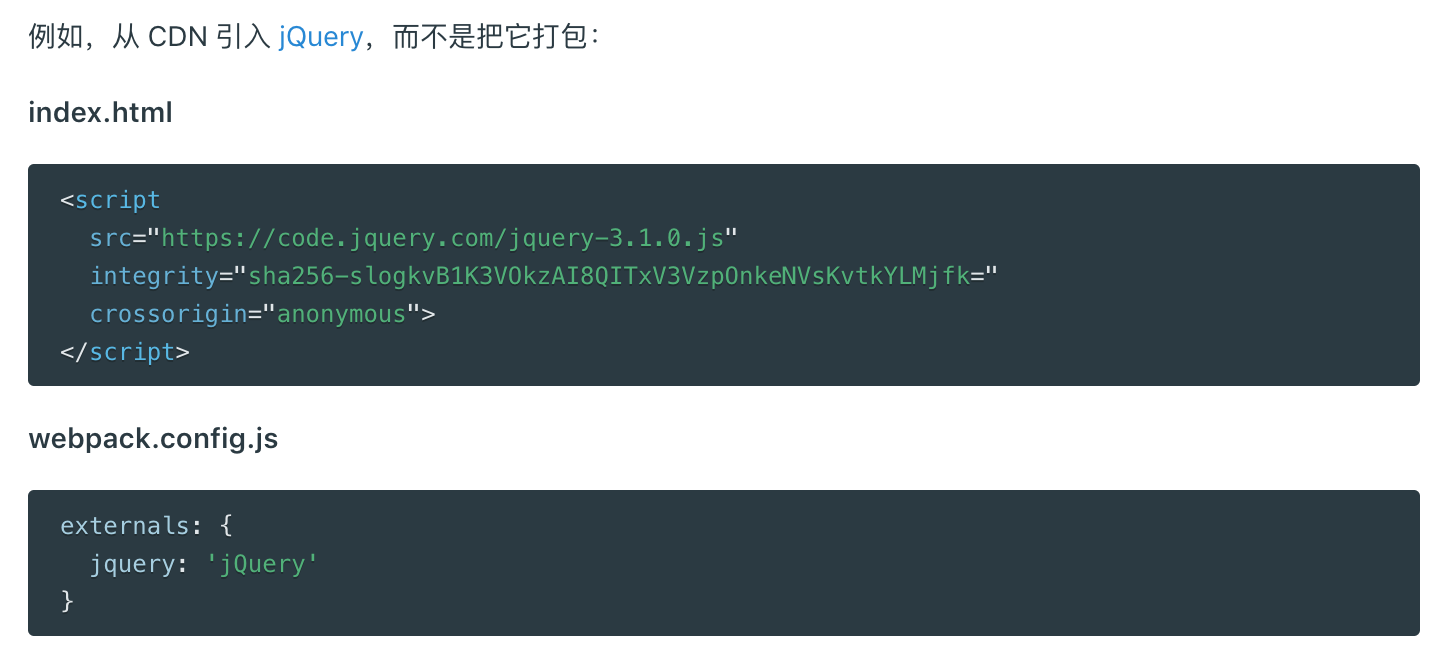 例如，从 CDN 引入 jQuery，而不是把它打包：
index.html
<script
  src="https://code.jquery.com/jquery-3.1.0.js"
  integrity="sha256-slogkvB1K3VOkzAI8QITxV3VzpOnkeNVsKvtkYLMjfk="
  crossorigin="anonymous">
</script>
webpack.config.js
externals: {
  jquery: 'jQuery'
}